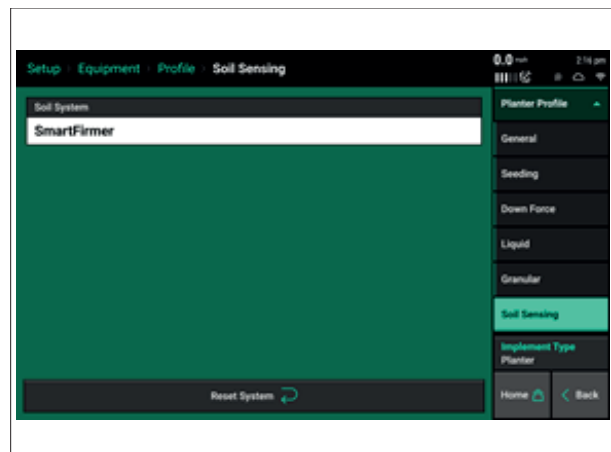 Setup Equipment Profile Soil Sensing
0.0 mph 2:16 pm
Soil System
SmartFirmer
Planter Profile
General
Seeding
Down Force
Liquid
Granular
Soil Sensing
Implement Type
Planter
Reset System
Home
Back